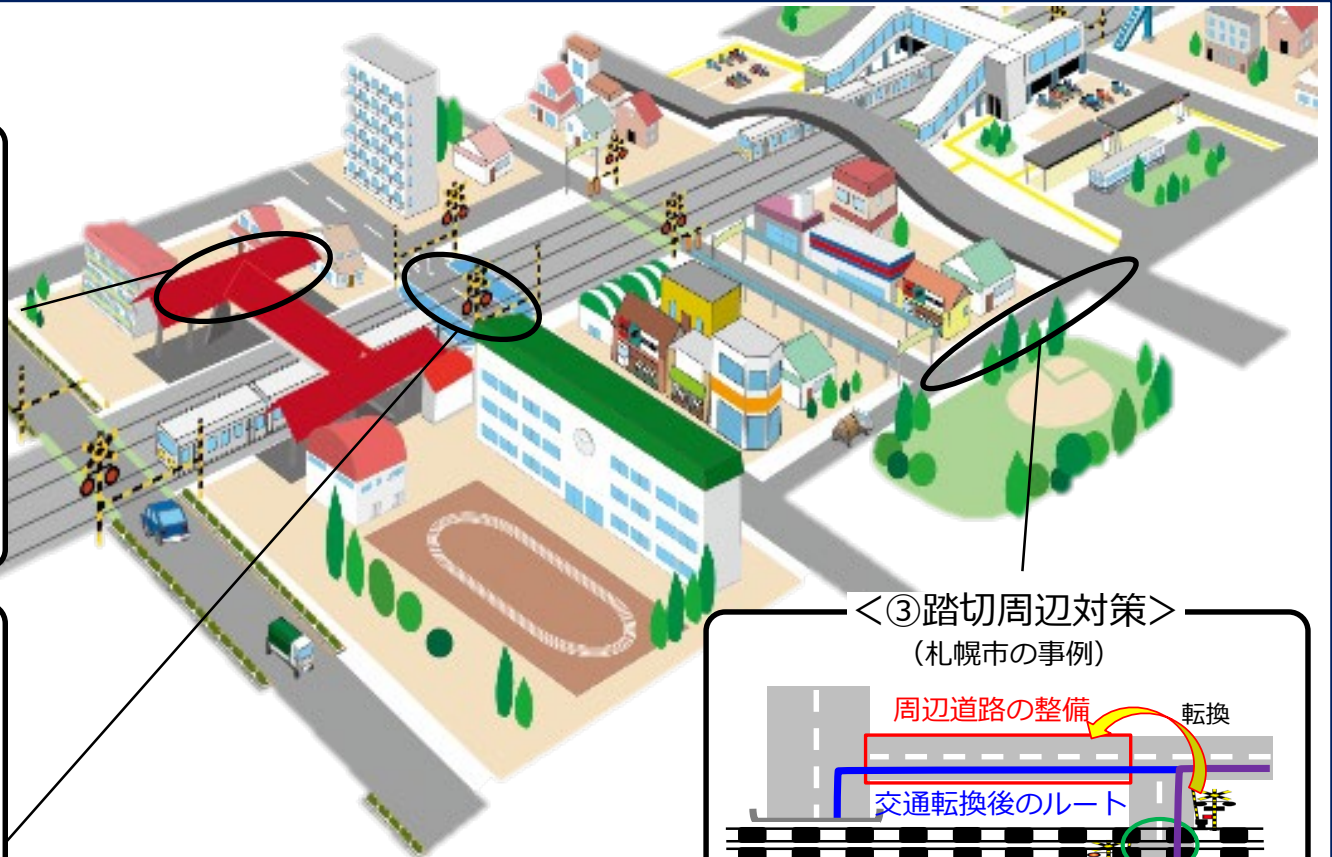 ＜③踏切周辺対策＞
（札幌市の事例）
周辺道路の整備
転換
交通転換後のルート